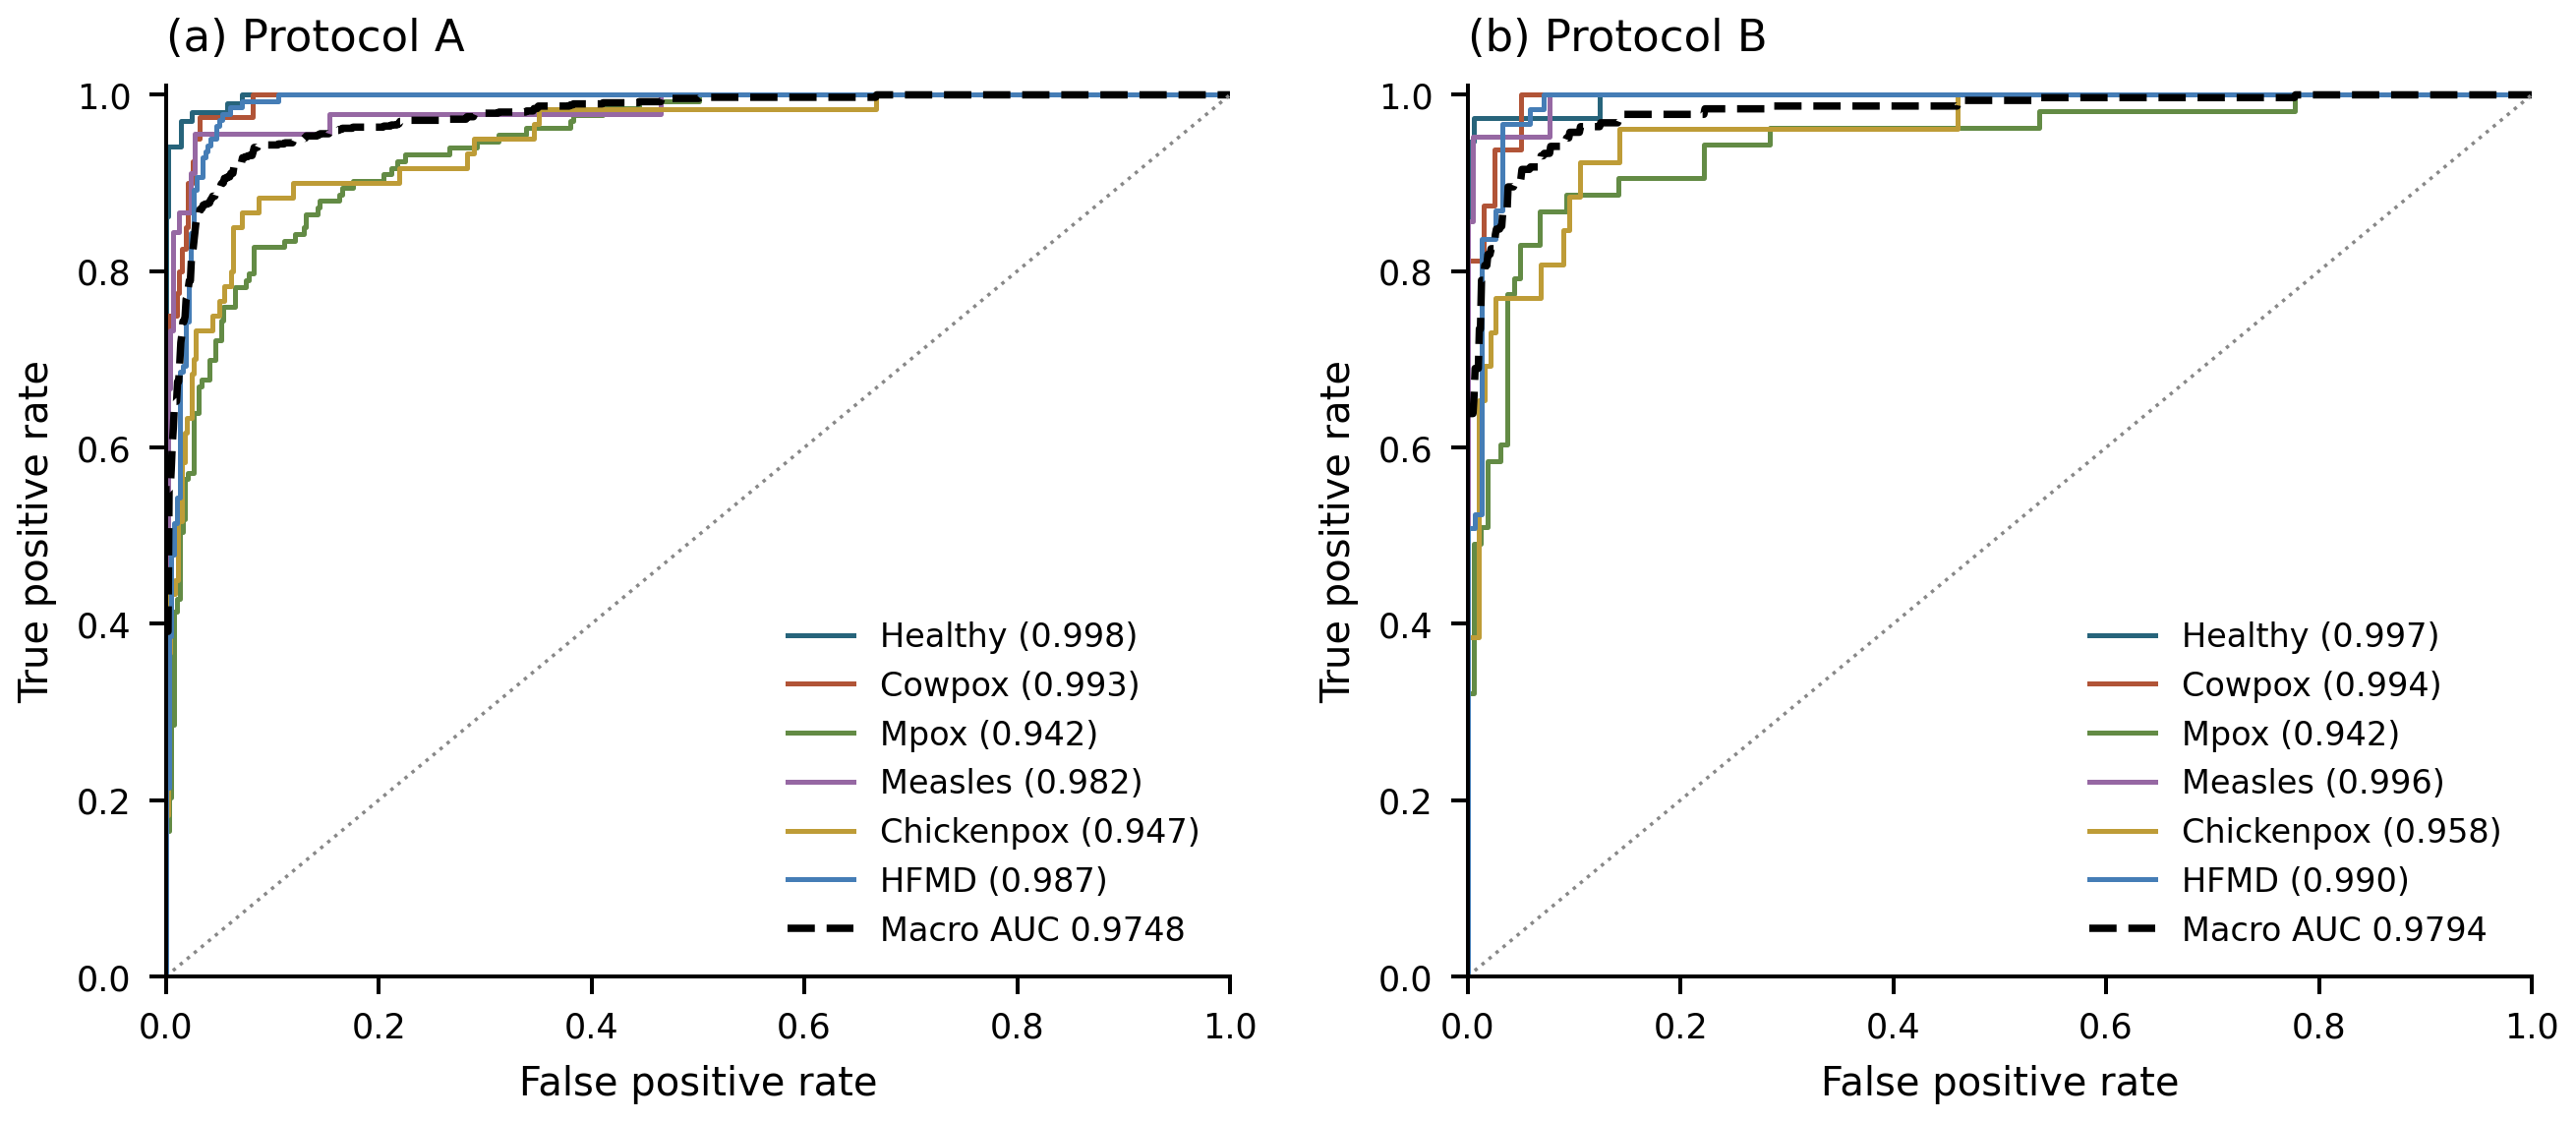 (a) Protocol A
True positive rate
1.0
0.8
0.6
0.4
0.2
0.0
Healthy (0.998)
Cowpox (0.993)
Mpox (0.942)
Measles (0.982)
Chickenpox (0.947)
HFMD (0.987)
Macro AUC 0.9748
0.0 0.2 0.4 0.6 0.8 1.0
False positive rate
(b) Protocol B
True positive rate
1.0
0.8
0.6
0.4
0.2
0.0
Healthy (0.997)
Cowpox (0.994)
Mpox (0.942)
Measles (0.996)
Chickenpox (0.958)
HFMD (0.990)
Macro AUC 0.9794
0.0 0.2 0.4 0.6 0.8 1.0
False positive rate